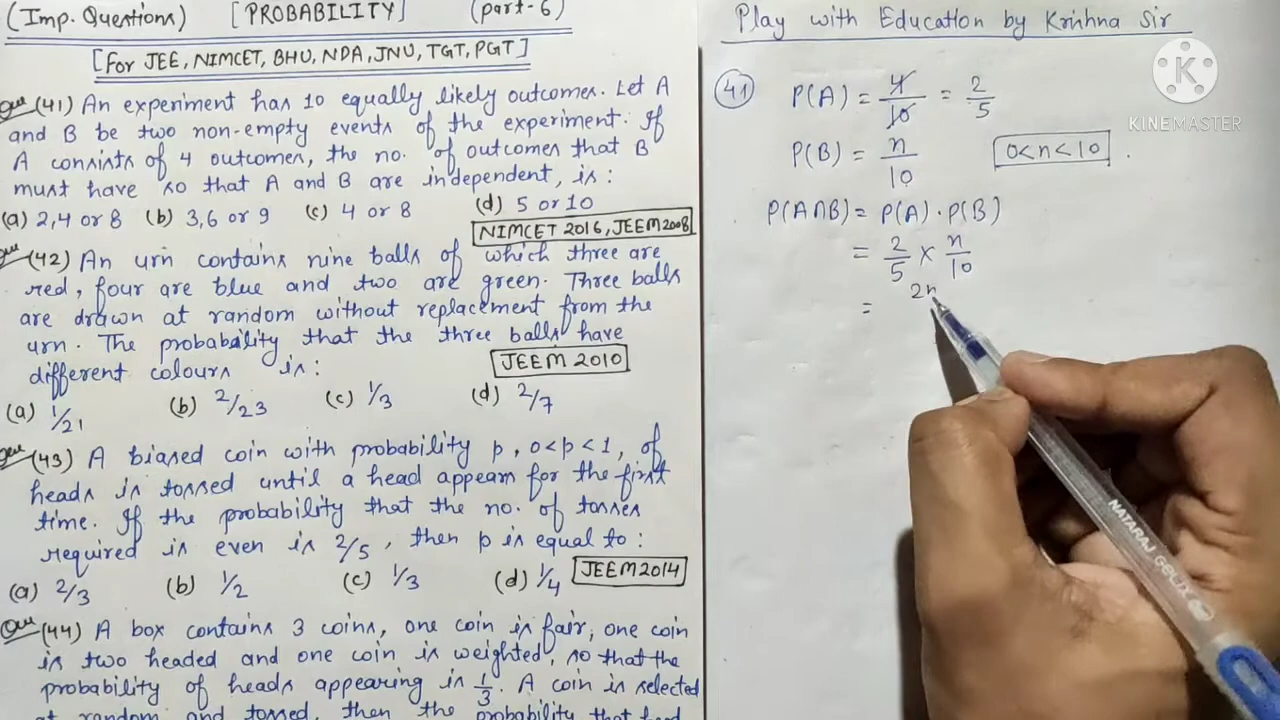 (Imp. Questions) [PROBABILITY] (part-6)
[For JEE, NIMCET, BHU, NDA, JNU, TGT, PGT]
Que (41) An experiment has 10 equally likely outcomes. Let A
and B be two non-empty events of the experiment. If
A consists of 4 outcomes, the no. of outcomes that B
must have so that A and B are independent, is:
(a) 2,4 or 8 (b) 3,6 or 9 (c) 4 or 8 (d) 5 or 10
NIMCET 2016, JEEM 2008
Que (42) An urn contains nine balls of which three are
red, four are blue and two are green. Three balls
are drawn at random without replacement from the
urn. The probability that the three balls have
different colours is:
JEEM 2010
(a) 1/21 (b) 2/23 (c) 1/3 (d) 2/7
Que (43) A biased coin with probability p, 0<p<1, of
heads is tossed until a head appears for the first
time. If the probability that the no. of tosses
required is even is 2/5, then p is equal to:
(a) 2/3 (b) 1/2 (c) 1/3 (d) 1/4
JEEM 2014
Que (44) A box contains 3 coins, one coin is fair, one coin
is two headed and one coin is weighted, so that the
probability of heads appearing is 1/3. A coin is selected
at random and tossed, then the probability that head
Play with Education by Krishna Sir
K
KINEMASTER
41 P(A) = 4/10 = 2/5
P(B) = n/10 0<n<10
P(A∩B) = P(A) . P(B)
= 2/5 × n/10
= 2n
NATARAJ GELIX